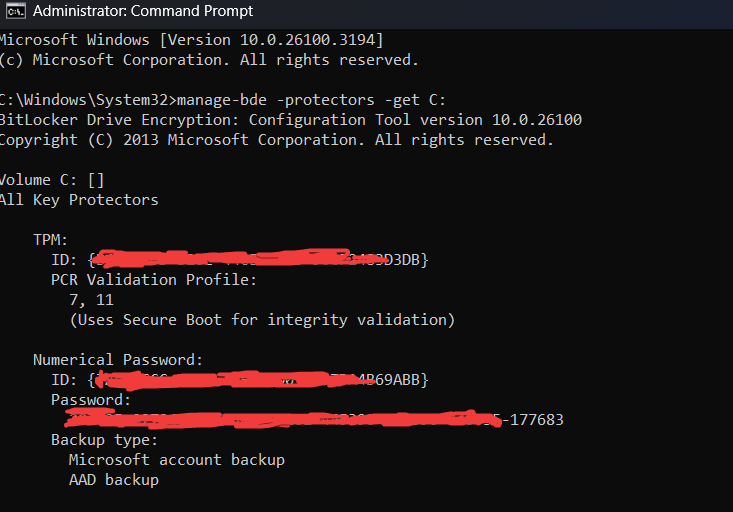 Administrator: Command Prompt
Microsoft Windows [Version 10.0.26100.3194]
(c) Microsoft Corporation. All rights reserved.
C:\Windows\System32>manage-bde -protectors -get C:
BitLocker Drive Encryption: Configuration Tool version 10.0.26100
Copyright (C) 2013 Microsoft Corporation. All rights reserved.
Volume C: []
All Key Protectors
TPM:
ID: {D3DB}
PCR Validation Profile:
7, 11
(Uses Secure Boot for integrity validation)
Numerical Password:
ID: {B69ABB}
Password:
-177683
Backup type:
Microsoft account backup
AAD backup